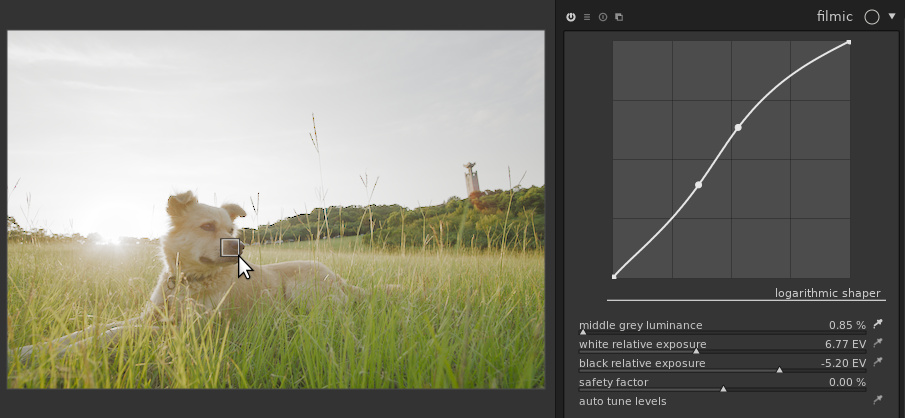 filmic
logarithmic shaper
middle grey luminance 0.85 %
white relative exposure 6.77 EV
black relative exposure -5.20 EV
safety factor 0.00 %
auto tune levels